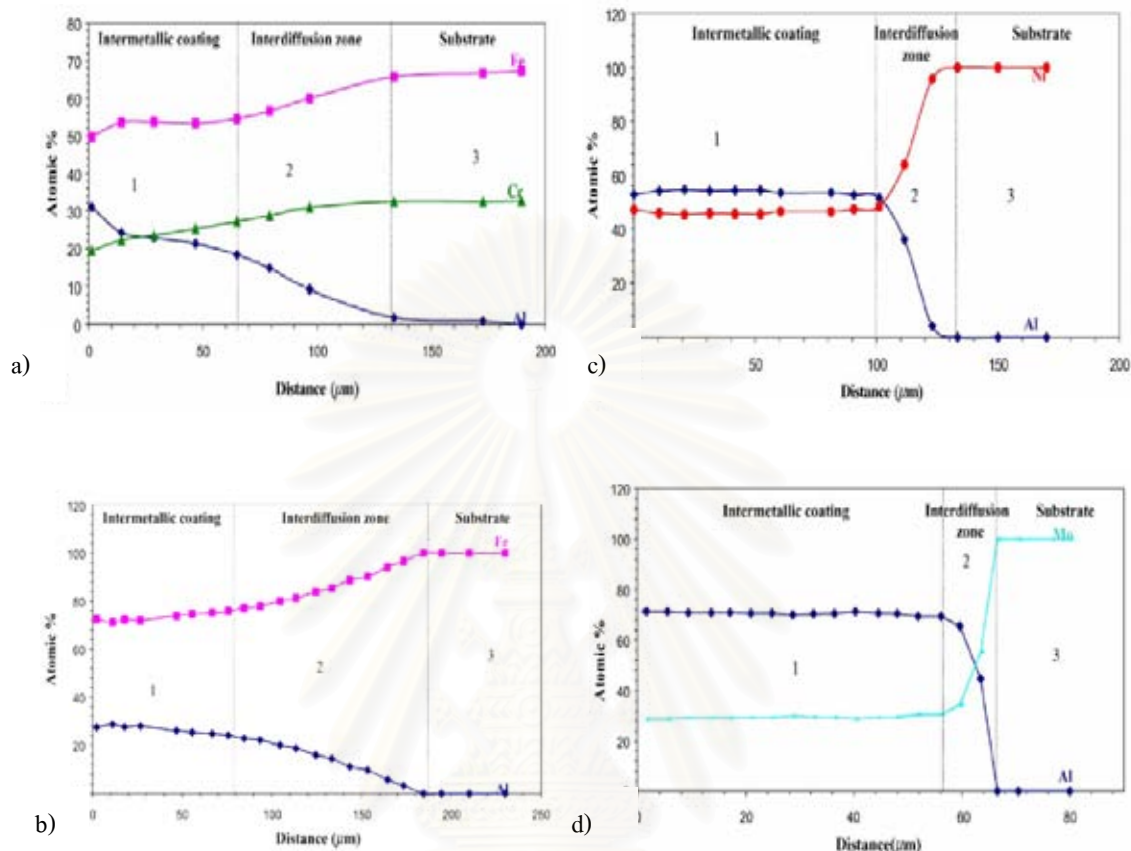 a)
Intermetallic coating Interdiffusion zone Substrate
Fe
Cr
Al
1
2
3
Atomic %
80
70
60
50
40
30
20
10
0
0 50 100 150 200
Distance (µm)
c)
Intermetallic coating Interdiffusion Substrate
zone
Ni
Al
1
2
3
Atomic %
120
100
80
60
40
20
100 150 200
Distance (µm)
b)
Intermetallic coating Interdiffusion zone Substrate
Fe
Al
1
2
3
Atomic %
120
100
80
60
40
20
0 50 100 150 200 250
Distance (µm)
d)
Intermetallic coating Interdiffusion Substrate
zone
Mo
Al
1
2
3
Atomic %
120
100
80
60
40
20
0 20 40 60 80
Distance(µm)